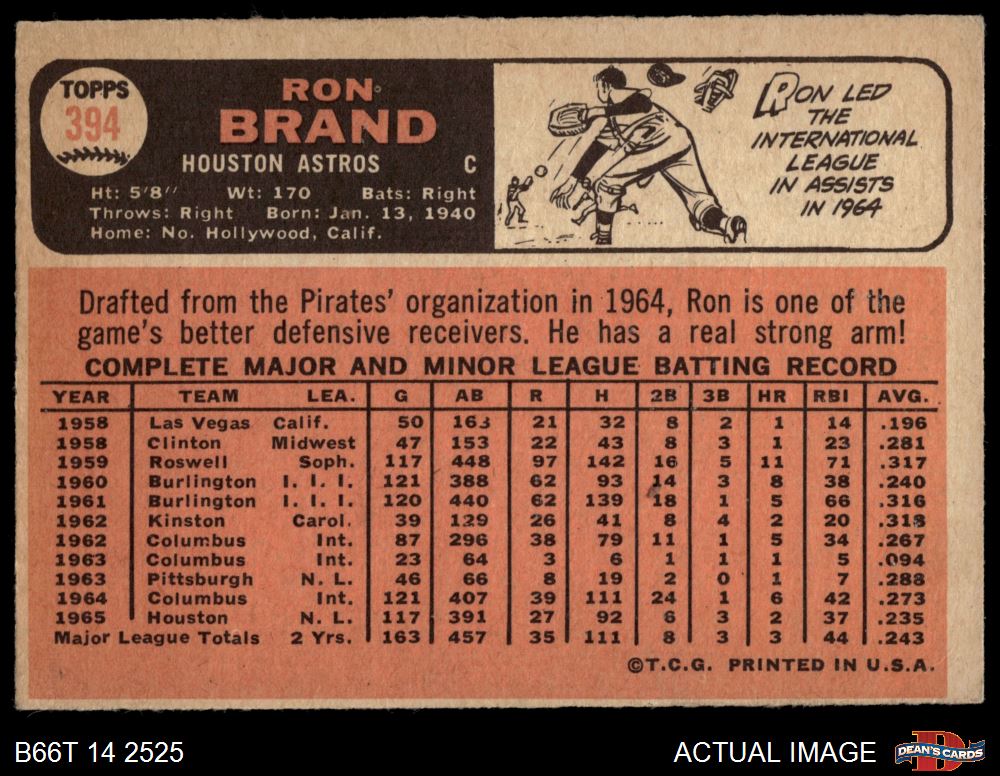 TOPPS
394
RON
BRAND
HOUSTON ASTROS C
Ht: 5'8" Wt: 170 Bats: Right
Throws: Right Born: Jan. 13, 1940
Home: No. Hollywood, Calif.
RON LED
THE
INTERNATIONAL
LEAGUE
IN ASSISTS
IN 1964
Drafted from the Pirates' organization in 1964, Ron is one of the
game's better defensive receivers. He has a real strong arm!
COMPLETE MAJOR AND MINOR LEAGUE BATTING RECORD
YEAR TEAM LEA. G AB R H 2B 3B HR RBI AVG.
1958 Las Vegas Calif. 50 163 21 32 8 2 1 14 .196
1958 Clinton Midwest 47 153 22 43 8 3 1 23 .281
1959 Roswell Soph. 117 448 97 142 16 5 11 71 .317
1960 Burlington I. I. I. 121 388 62 93 14 3 8 38 .240
1961 Burlington I. I. I. 120 440 62 139 18 1 5 66 .316
1962 Kinston Carol. 39 129 26 41 8 4 2 20 .318
1962 Columbus Int. 87 296 38 79 11 1 5 34 .267
1963 Columbus Int. 23 64 3 6 1 1 1 5 .094
1963 Pittsburgh N. L. 46 66 8 19 2 0 1 7 .288
1964 Columbus Int. 121 407 39 111 24 1 6 42 .273
1965 Houston N. L. 117 391 27 92 6 3 2 37 .235
Major League Totals 2 Yrs. 163 457 35 111 8 3 3 44 .243
©T.C.G. PRINTED IN U.S.A.
B66T 14 2525 ACTUAL IMAGE DEAN'S CARDS